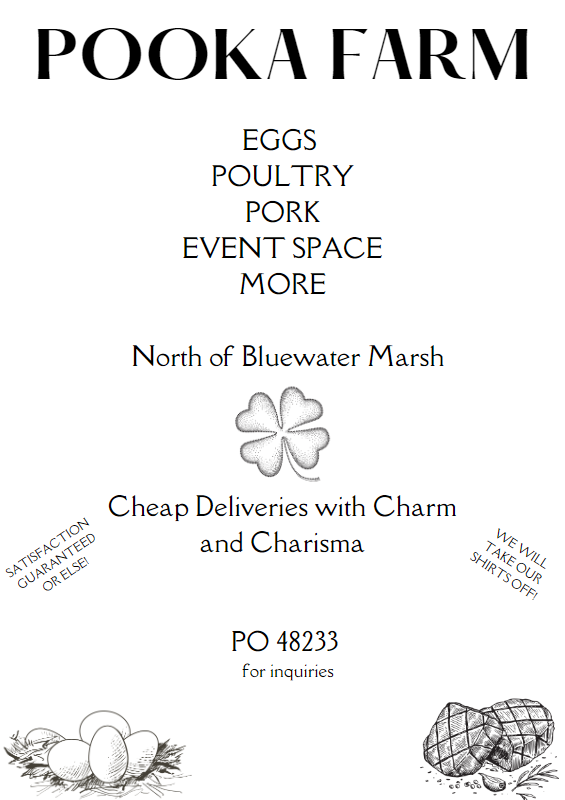 POOKA FARM
EGGS
POULTRY
PORK
EVENT SPACE
MORE
North of Bluewater Marsh
Cheap Deliveries with Charm
and Charisma
SATISFACTION
GUARANTEED
OR ELSE!
WE WILL
TAKE OUR
SHIRTS OFF!
PO 48233
for inquiries